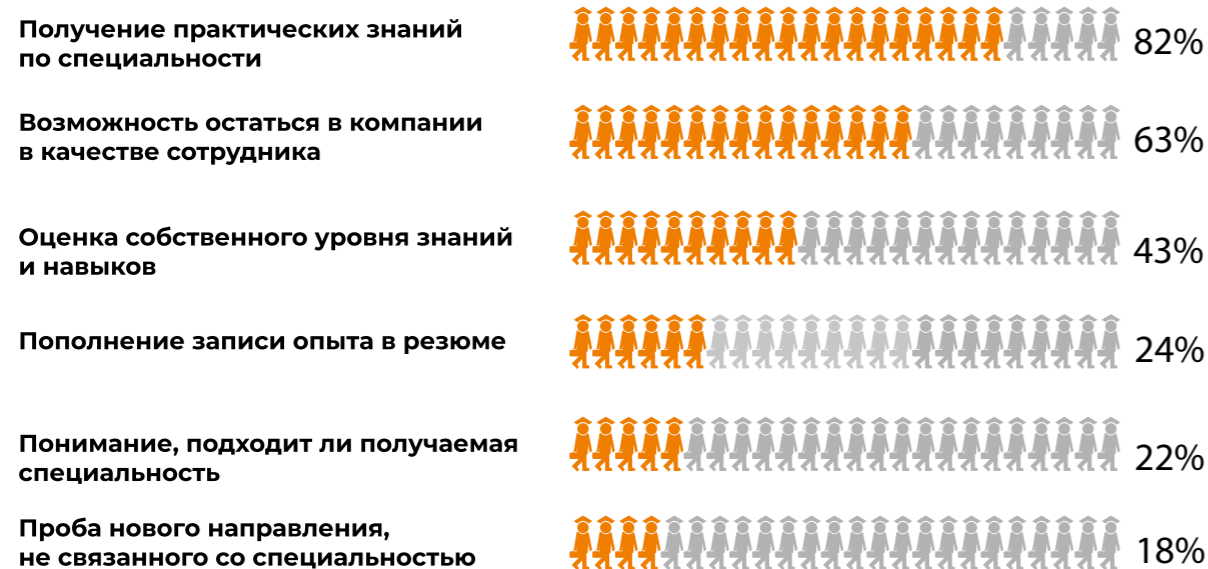 Получение практических знаний
по специальности
82%
Возможность остаться в компании
в качестве сотрудника
63%
Оценка собственного уровня знаний
и навыков
43%
Пополнение записи опыта в резюме
24%
Понимание, подходит ли получаемая
специальность
22%
Проба нового направления,
не связанного со специальностью
18%